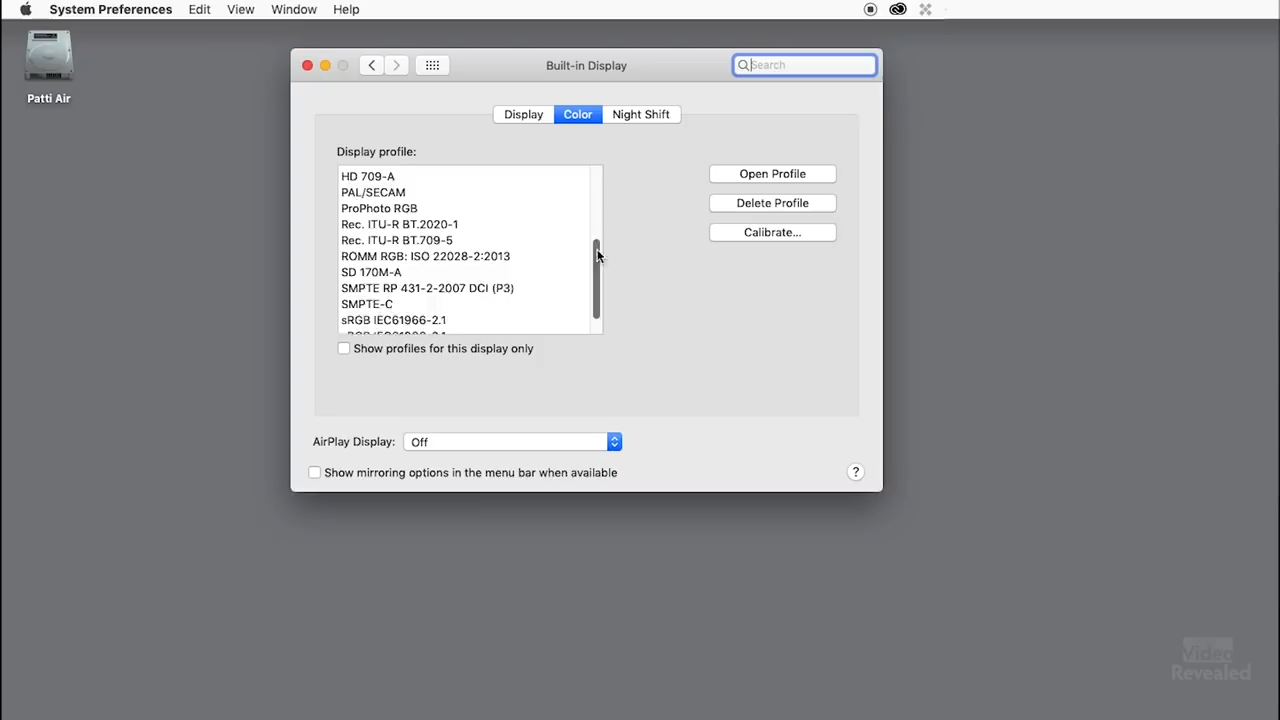 System Preferences Edit View Window Help
Patti Air
Built-in Display
Search
Display Color Night Shift
Display profile:
HD 709-A
PAL/SECAM
ProPhoto RGB
Rec. ITU-R BT.2020-1
Rec. ITU-R BT.709-5
ROMM RGB: ISO 22028-2:2013
SD 170M-A
SMPTE RP 431-2-2007 DCI (P3)
SMPTE-C
sRGB IEC61966-2.1
Open Profile
Delete Profile
Calibrate...
Show profiles for this display only
AirPlay Display: Off
Show mirroring options in the menu bar when available
?
Video
Revealed